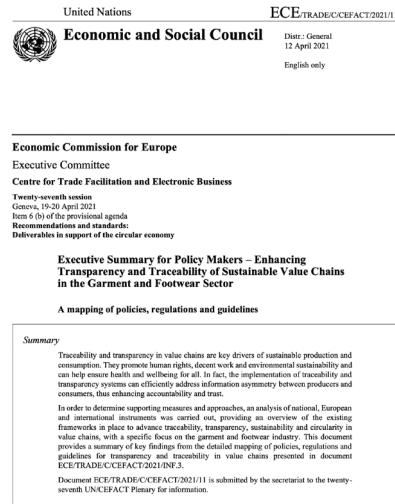 United Nations
ECE/TRADE/C/CEFACT/2021/1
Economic and Social Council
Distr.: General
12 April 2021
English only
Economic Commission for Europe
Executive Committee
Centre for Trade Facilitation and Electronic Business
Twenty-seventh session
Geneva, 19-20 April 2021
Item 6 (b) of the provisional agenda
Recommendations and standards:
Deliverables in support of the circular economy
Executive Summary for Policy Makers – Enhancing
Transparency and Traceability of Sustainable Value Chains
in the Garment and Footwear Sector
A mapping of policies, regulations and guidelines
Summary
Traceability and transparency in value chains are key drivers of sustainable production and
consumption. They promote human rights, decent work and environmental sustainability and
can help ensure health and wellbeing for all. In fact, the implementation of traceability and
transparency systems can efficiently address information asymmetry between producers and
consumers, thus enhancing accountability and trust.
In order to determine supporting measures and approaches, an analysis of national, European
and international instruments was carried out, providing an overview of the existing
frameworks in place to advance traceability, transparency, sustainability and circularity in
value chains, with a specific focus on the garment and footwear industry. This document
provides a summary of key findings from the detailed mapping of policies, regulations and
guidelines for transparency and traceability in value chains presented in document
ECE/TRADE/CEFACT/2021/INF.3.
Document ECE/TRADE/C/CEFACT/2021/11 is submitted by the secretariat to the twenty-
seventh UN/CEFACT Plenary for information.